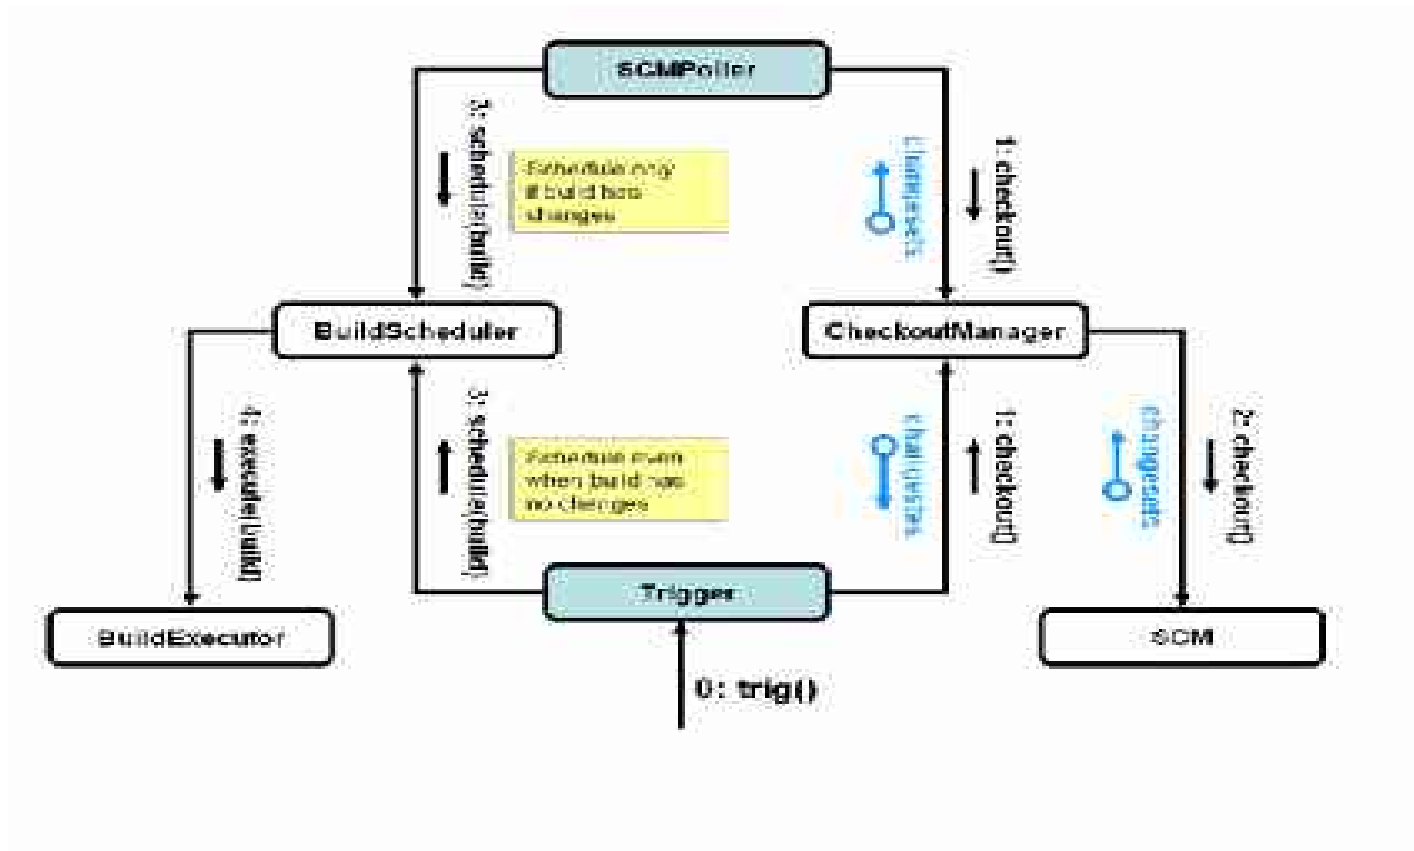 SCMPoller
3: schedule(build)
Schedule only
if build has
changes
changesets
1: checkout()
BuildScheduler
CheckoutManager
4: execute(build)
3: schedule(build)
Schedule even
when build has
no changes
changesets
1: checkout()
changesets
2: checkout()
Trigger
BuildExecutor
SCM
0: trig()